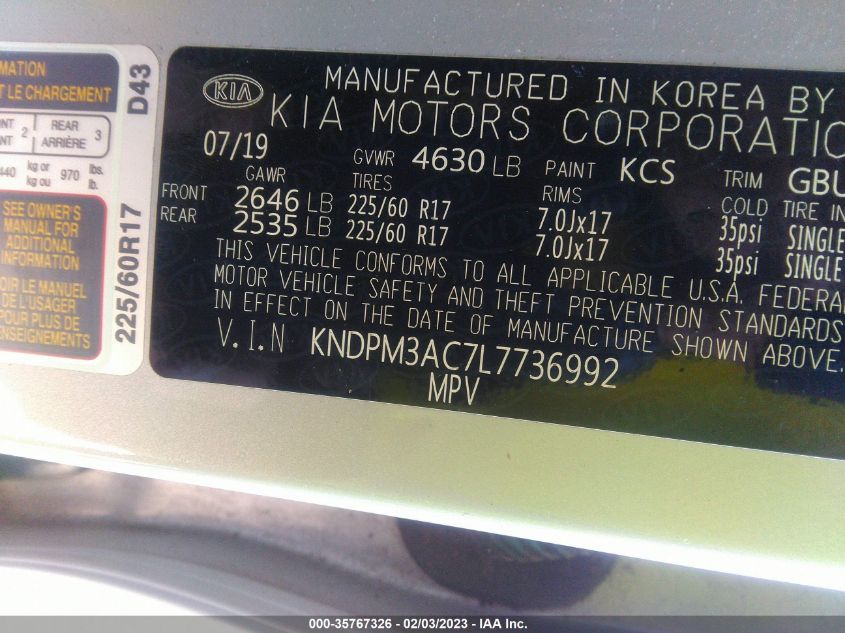 MATION
T LE CHARGEMENT
D43
NT 2 REAR 3
NT ARRIÈRE
440 kg or 970 lbs.
kg ou lb.
SEE OWNER'S
MANUAL FOR
ADDITIONAL
INFORMATION
OIR LE MANUEL
DE L'USAGER
POUR PLUS DE
ENSEIGNEMENTS
225/60R17
KIA
MANUFACTURED IN KOREA BY
KIA MOTORS CORPORATIO
07/19 GVWR 4630 LB PAINT KCS TRIM GBU
GAWR TIRES RIMS COLD TIRE IN
FRONT 2646 LB 225/60 R17 7.0Jx17 35psi SINGLE
REAR 2535 LB 225/60 R17 7.0Jx17 35psi SINGLE
THIS VEHICLE CONFORMS TO ALL APPLICABLE U.S.A. FEDERA
MOTOR VEHICLE SAFETY AND THEFT PREVENTION STANDARDS
IN EFFECT ON THE DATE OF MANUFACTURE SHOWN ABOVE.
V.I.N KNDPM3AC7L7736992
MPV
000-35767326 - 02/03/2023 - IAA Inc.